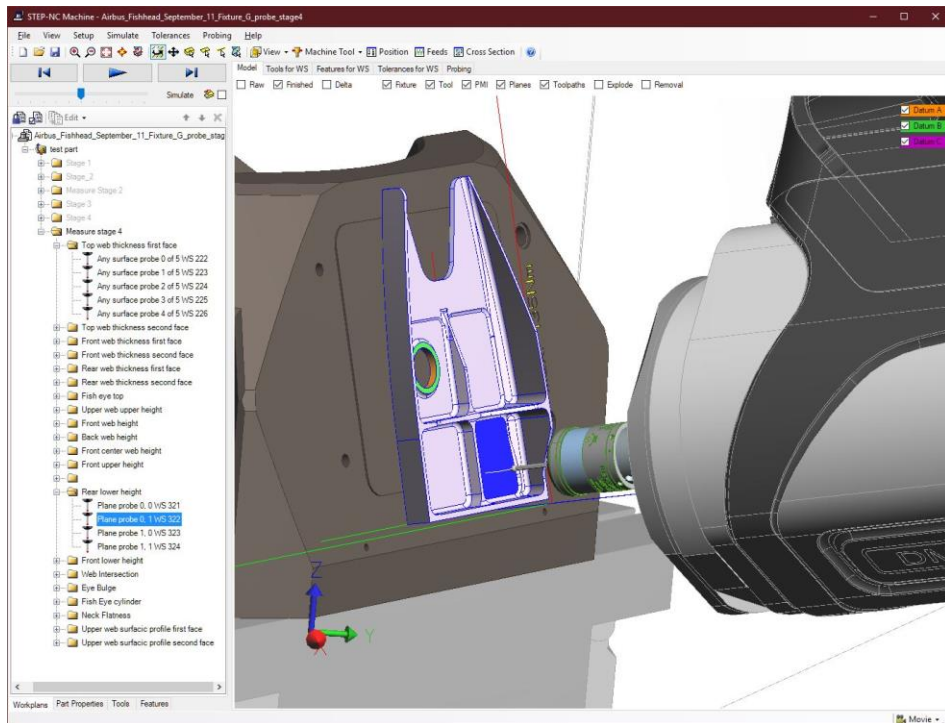 STEP-NC Machine - Airbus_Fishhead_September_11_Fixture_G_probe_stage4
File View Setup Simulate Tolerances Probing Help
View Machine Tool Position Feeds Cross Section
Model Tools for WS Features for WS Tolerances for WS Probing
Raw Finished Delta Fixture Tool PMI Planes Toolpaths Explode Removal
Simulate
Edit
Airbus_Fishhead_September_11_Fixture_G_probe_stag
test part
Stage 1
Stage_2
Measure Stage 2
Stage 3
Stage 4
Measure stage 4
Top web thickness first face
Any surface probe 0 of 5 WS 222
Any surface probe 1 of 5 WS 223
Any surface probe 2 of 5 WS 224
Any surface probe 3 of 5 WS 225
Any surface probe 4 of 5 WS 226
Top web thickness second face
Front web thickness first face
Front web thickness second face
Rear web thickness first face
Rear web thickness second face
Fish eye top
Upper web upper height
Front web height
Back web height
Front center web height
Front upper height
Rear lower height
Plane probe 0, 0 WS 321
Plane probe 0, 1 WS 322
Plane probe 1, 0 WS 323
Plane probe 1, 1 WS 324
Front lower height
Web Intersection
Eye Bulge
Fish Eye cylinder
Neck Flatness
Upper web surfacic profile first face
Upper web surfacic profile second face
Datum A
Datum B
Datum C
Z
Y
X
Workplans Part Properties Tools Features
Movie